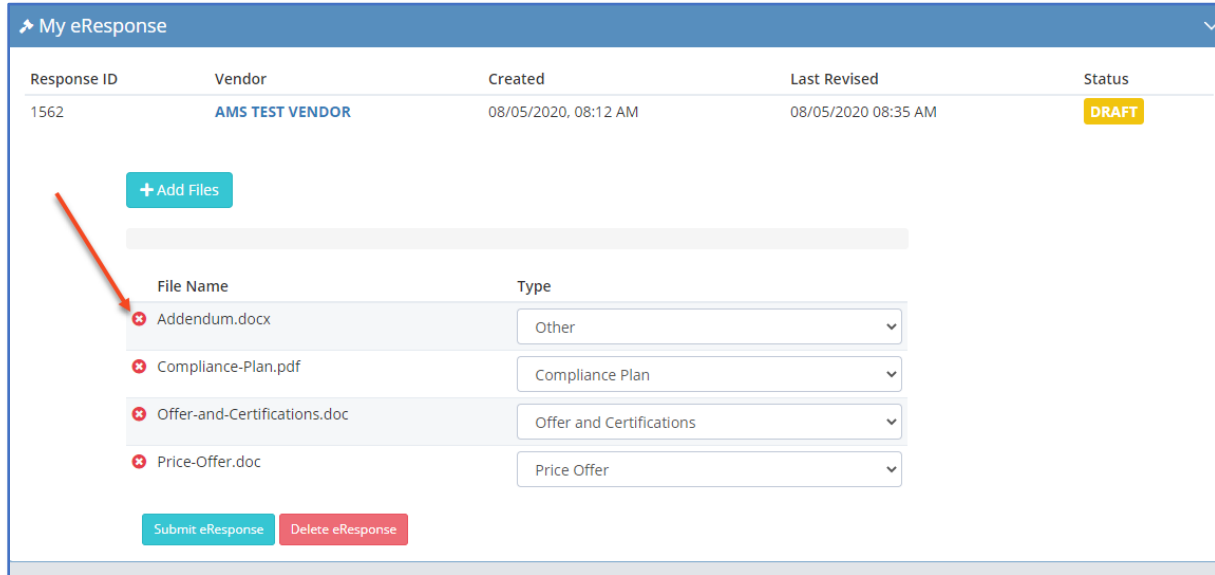 My eResponse
Response ID Vendor Created Last Revised Status
1562 AMS TEST VENDOR 08/05/2020, 08:12 AM 08/05/2020 08:35 AM DRAFT
Add Files
File Name Type
Addendum.docx Other
Compliance-Plan.pdf Compliance Plan
Offer-and-Certifications.doc Offer and Certifications
Price-Offer.doc Price Offer
Submit eResponse Delete eResponse